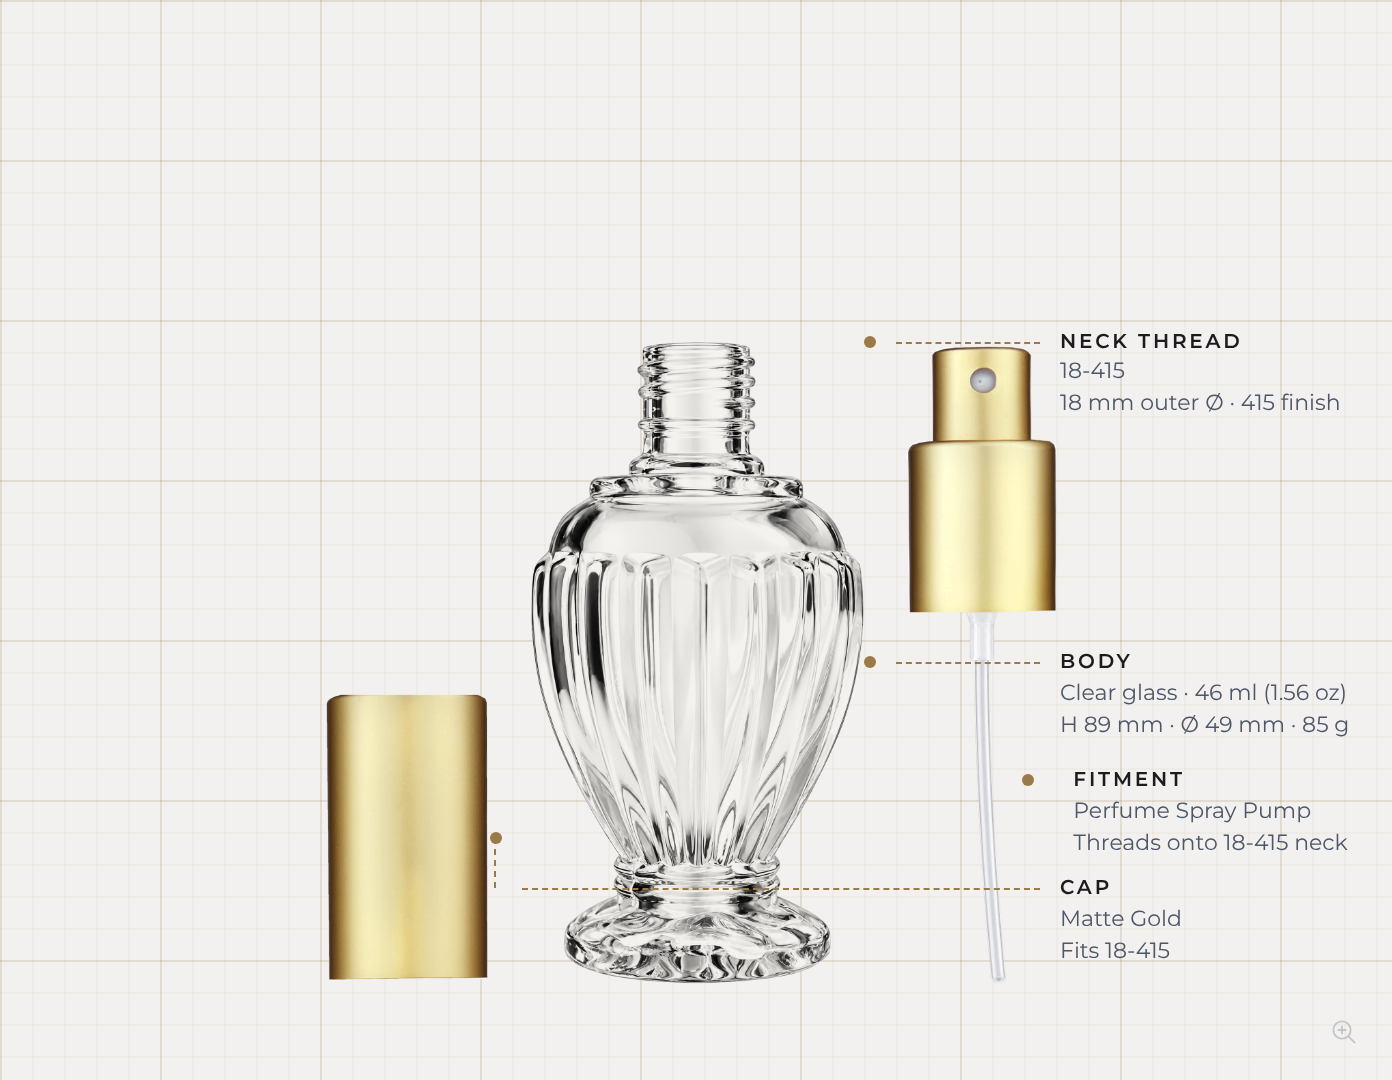 NECK THREAD
18-415
18 mm outer Ø · 415 finish
BODY
Clear glass · 46 ml (1.56 oz)
H 89 mm · Ø 49 mm · 85 g
FITMENT
Perfume Spray Pump
Threads onto 18-415 neck
CAP
Matte Gold
Fits 18-415